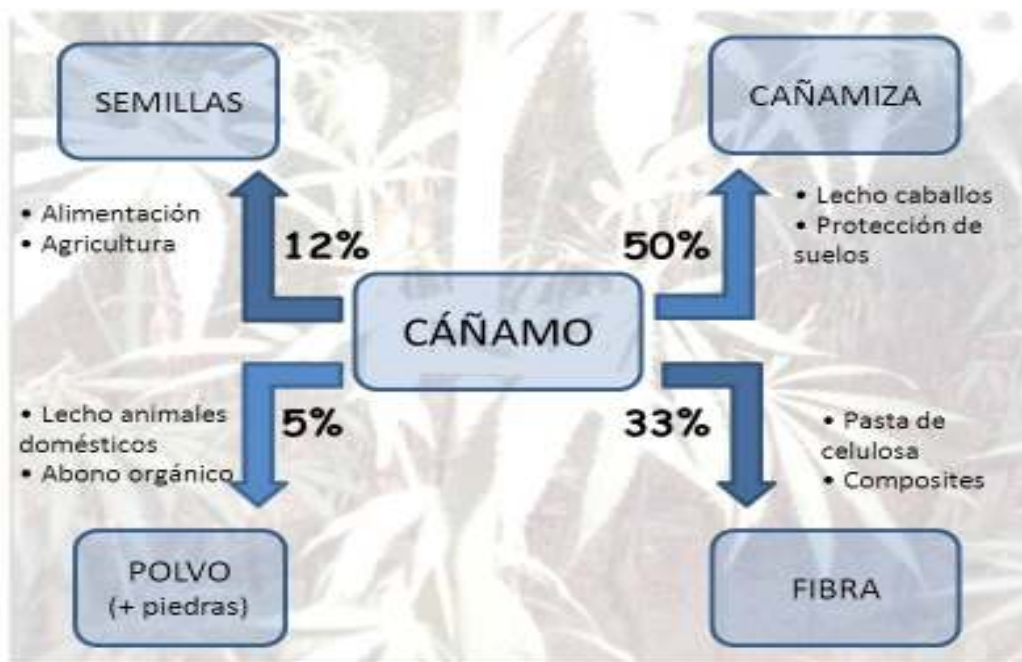 SEMILLAS
CAÑAMIZA
• Alimentación
• Agricultura
12%
50%
• Lecho caballos
• Protección de
suelos
CÁÑAMO
• Lecho animales
domésticos
• Abono orgánico
5%
33%
• Pasta de
celulosa
• Composites
POLVO
(+ piedras)
FIBRA